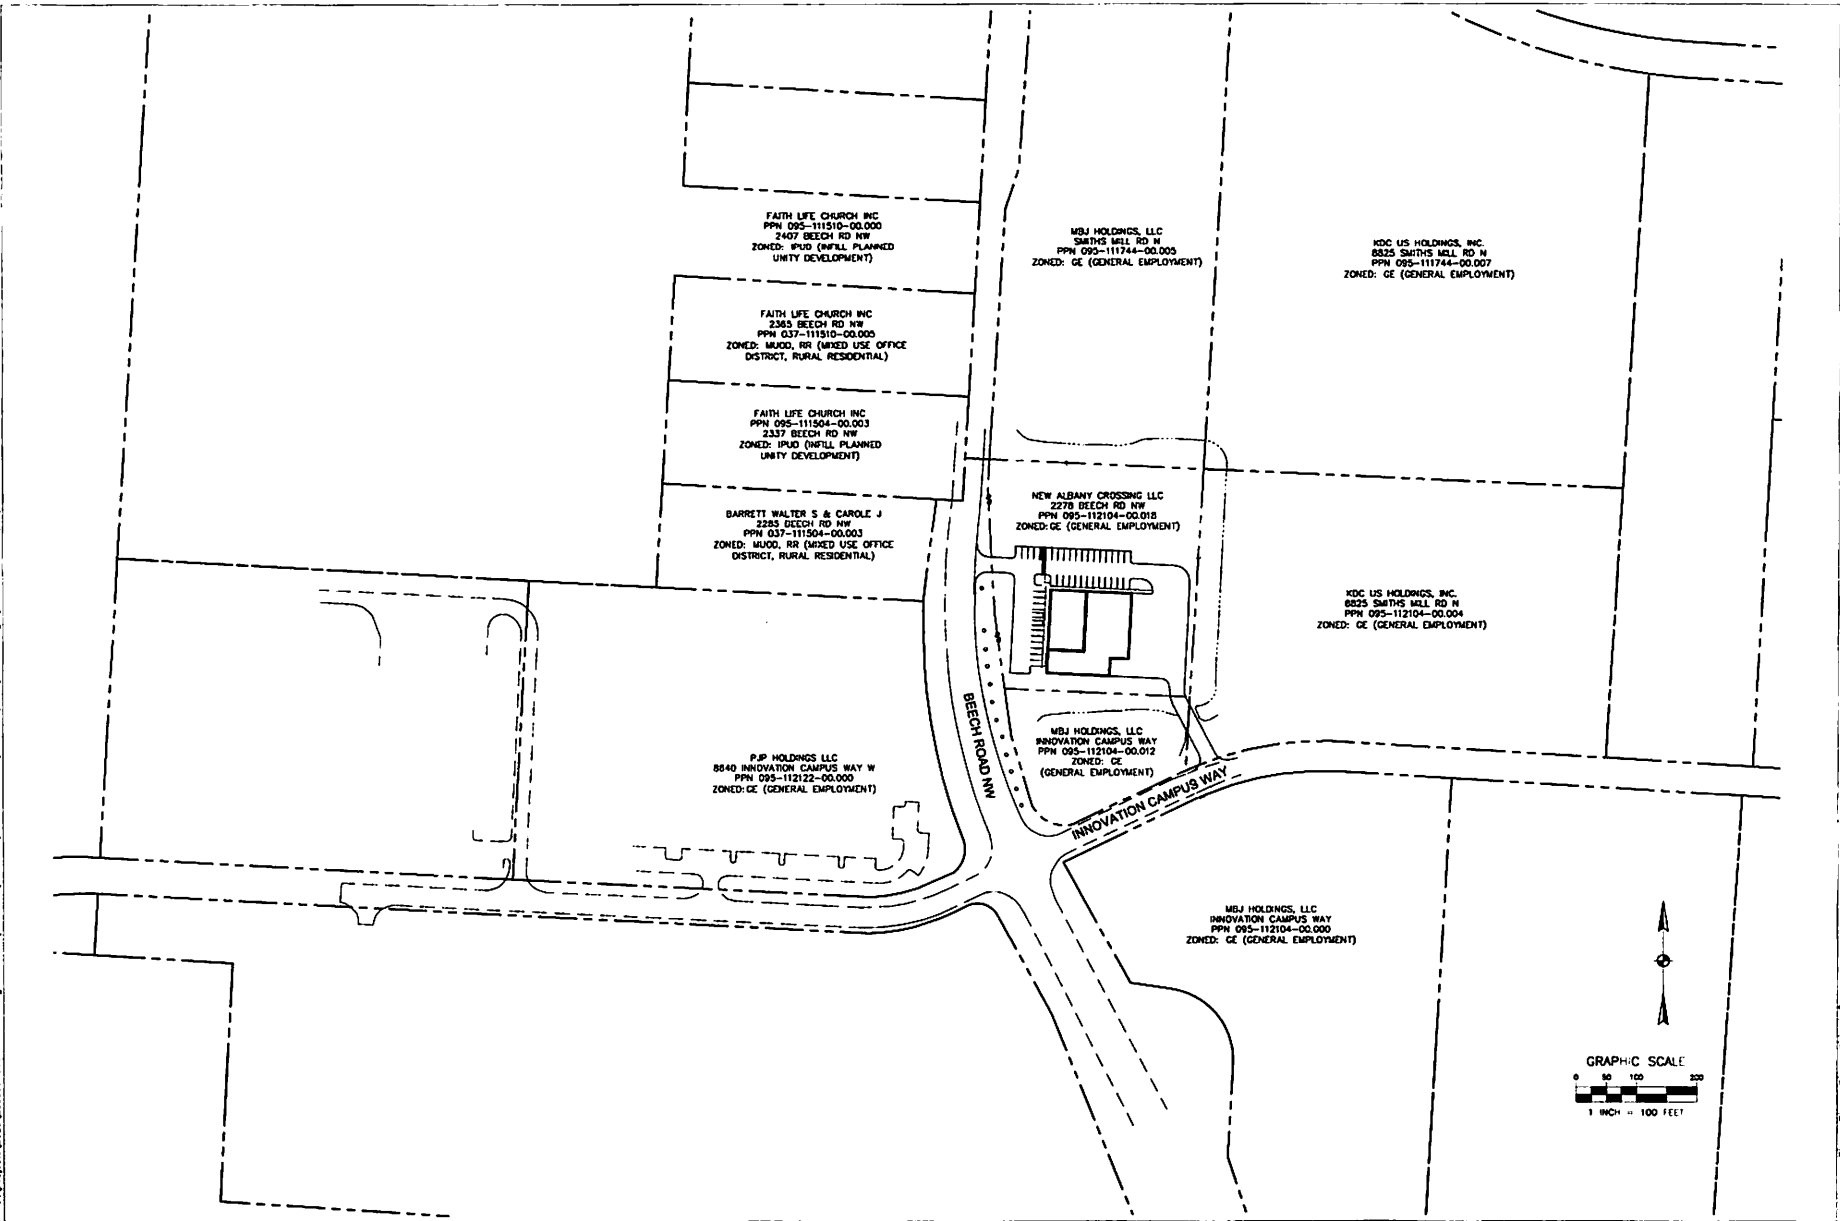 FAITH LIFE CHURCH INC
PPN 095-111510-00.000
2407 BEECH RD NW
ZONED: IPUD (INFILL PLANNED
UNITY DEVELOPMENT)
MBJ HOLDINGS, LLC
SMITHS MILL RD N
PPN 095-111744-00.005
ZONED: GE (GENERAL EMPLOYMENT)
KDC US HOLDINGS, INC.
8825 SMITHS MILL RD N
PPN 095-111744-00.007
ZONED: GE (GENERAL EMPLOYMENT)
FAITH LIFE CHURCH INC
2365 BEECH RD NW
PPN 037-111510-00.005
ZONED: MUOD, RR (MIXED USE OFFICE
DISTRICT, RURAL RESIDENTIAL)
FAITH LIFE CHURCH INC
PPN 095-111504-00.003
2337 BEECH RD NW
ZONED: IPUD (INFILL PLANNED
UNITY DEVELOPMENT)
BARRETT WALTER S & CAROLE J
2285 BEECH RD NW
PPN 037-111504-00.003
ZONED: MUOD, RR (MIXED USE OFFICE
DISTRICT, RURAL RESIDENTIAL)
NEW ALBANY CROSSING LLC
2278 BEECH RD NW
PPN 095-112104-00.018
ZONED: GE (GENERAL EMPLOYMENT)
KDC US HOLDINGS, INC.
8825 SMITHS MILL RD N
PPN 095-112104-00.004
ZONED: GE (GENERAL EMPLOYMENT)
BEECH ROAD NW
MBJ HOLDINGS, LLC
INNOVATION CAMPUS WAY
PPN 095-112104-00.012
ZONED: GE
(GENERAL EMPLOYMENT)
PJP HOLDINGS LLC
8840 INNOVATION CAMPUS WAY W
PPN 095-112122-00.000
ZONED: GE (GENERAL EMPLOYMENT)
INNOVATION CAMPUS WAY
MBJ HOLDINGS, LLC
INNOVATION CAMPUS WAY
PPN 095-112104-00.000
ZONED: GE (GENERAL EMPLOYMENT)
GRAPHIC SCALE
0 50 100 200
1 INCH = 100 FEET